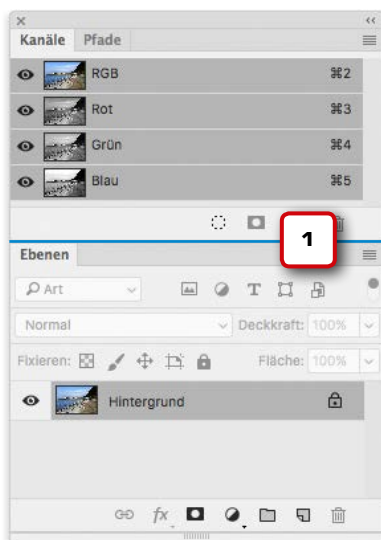 Kanäle Pfade
RGB ⌘2
Rot ⌘3
Grün ⌘4
Blau ⌘5
1
Ebenen
Art
Normal Deckkraft: 100%
Fixieren: Fläche: 100%
Hintergrund
fx